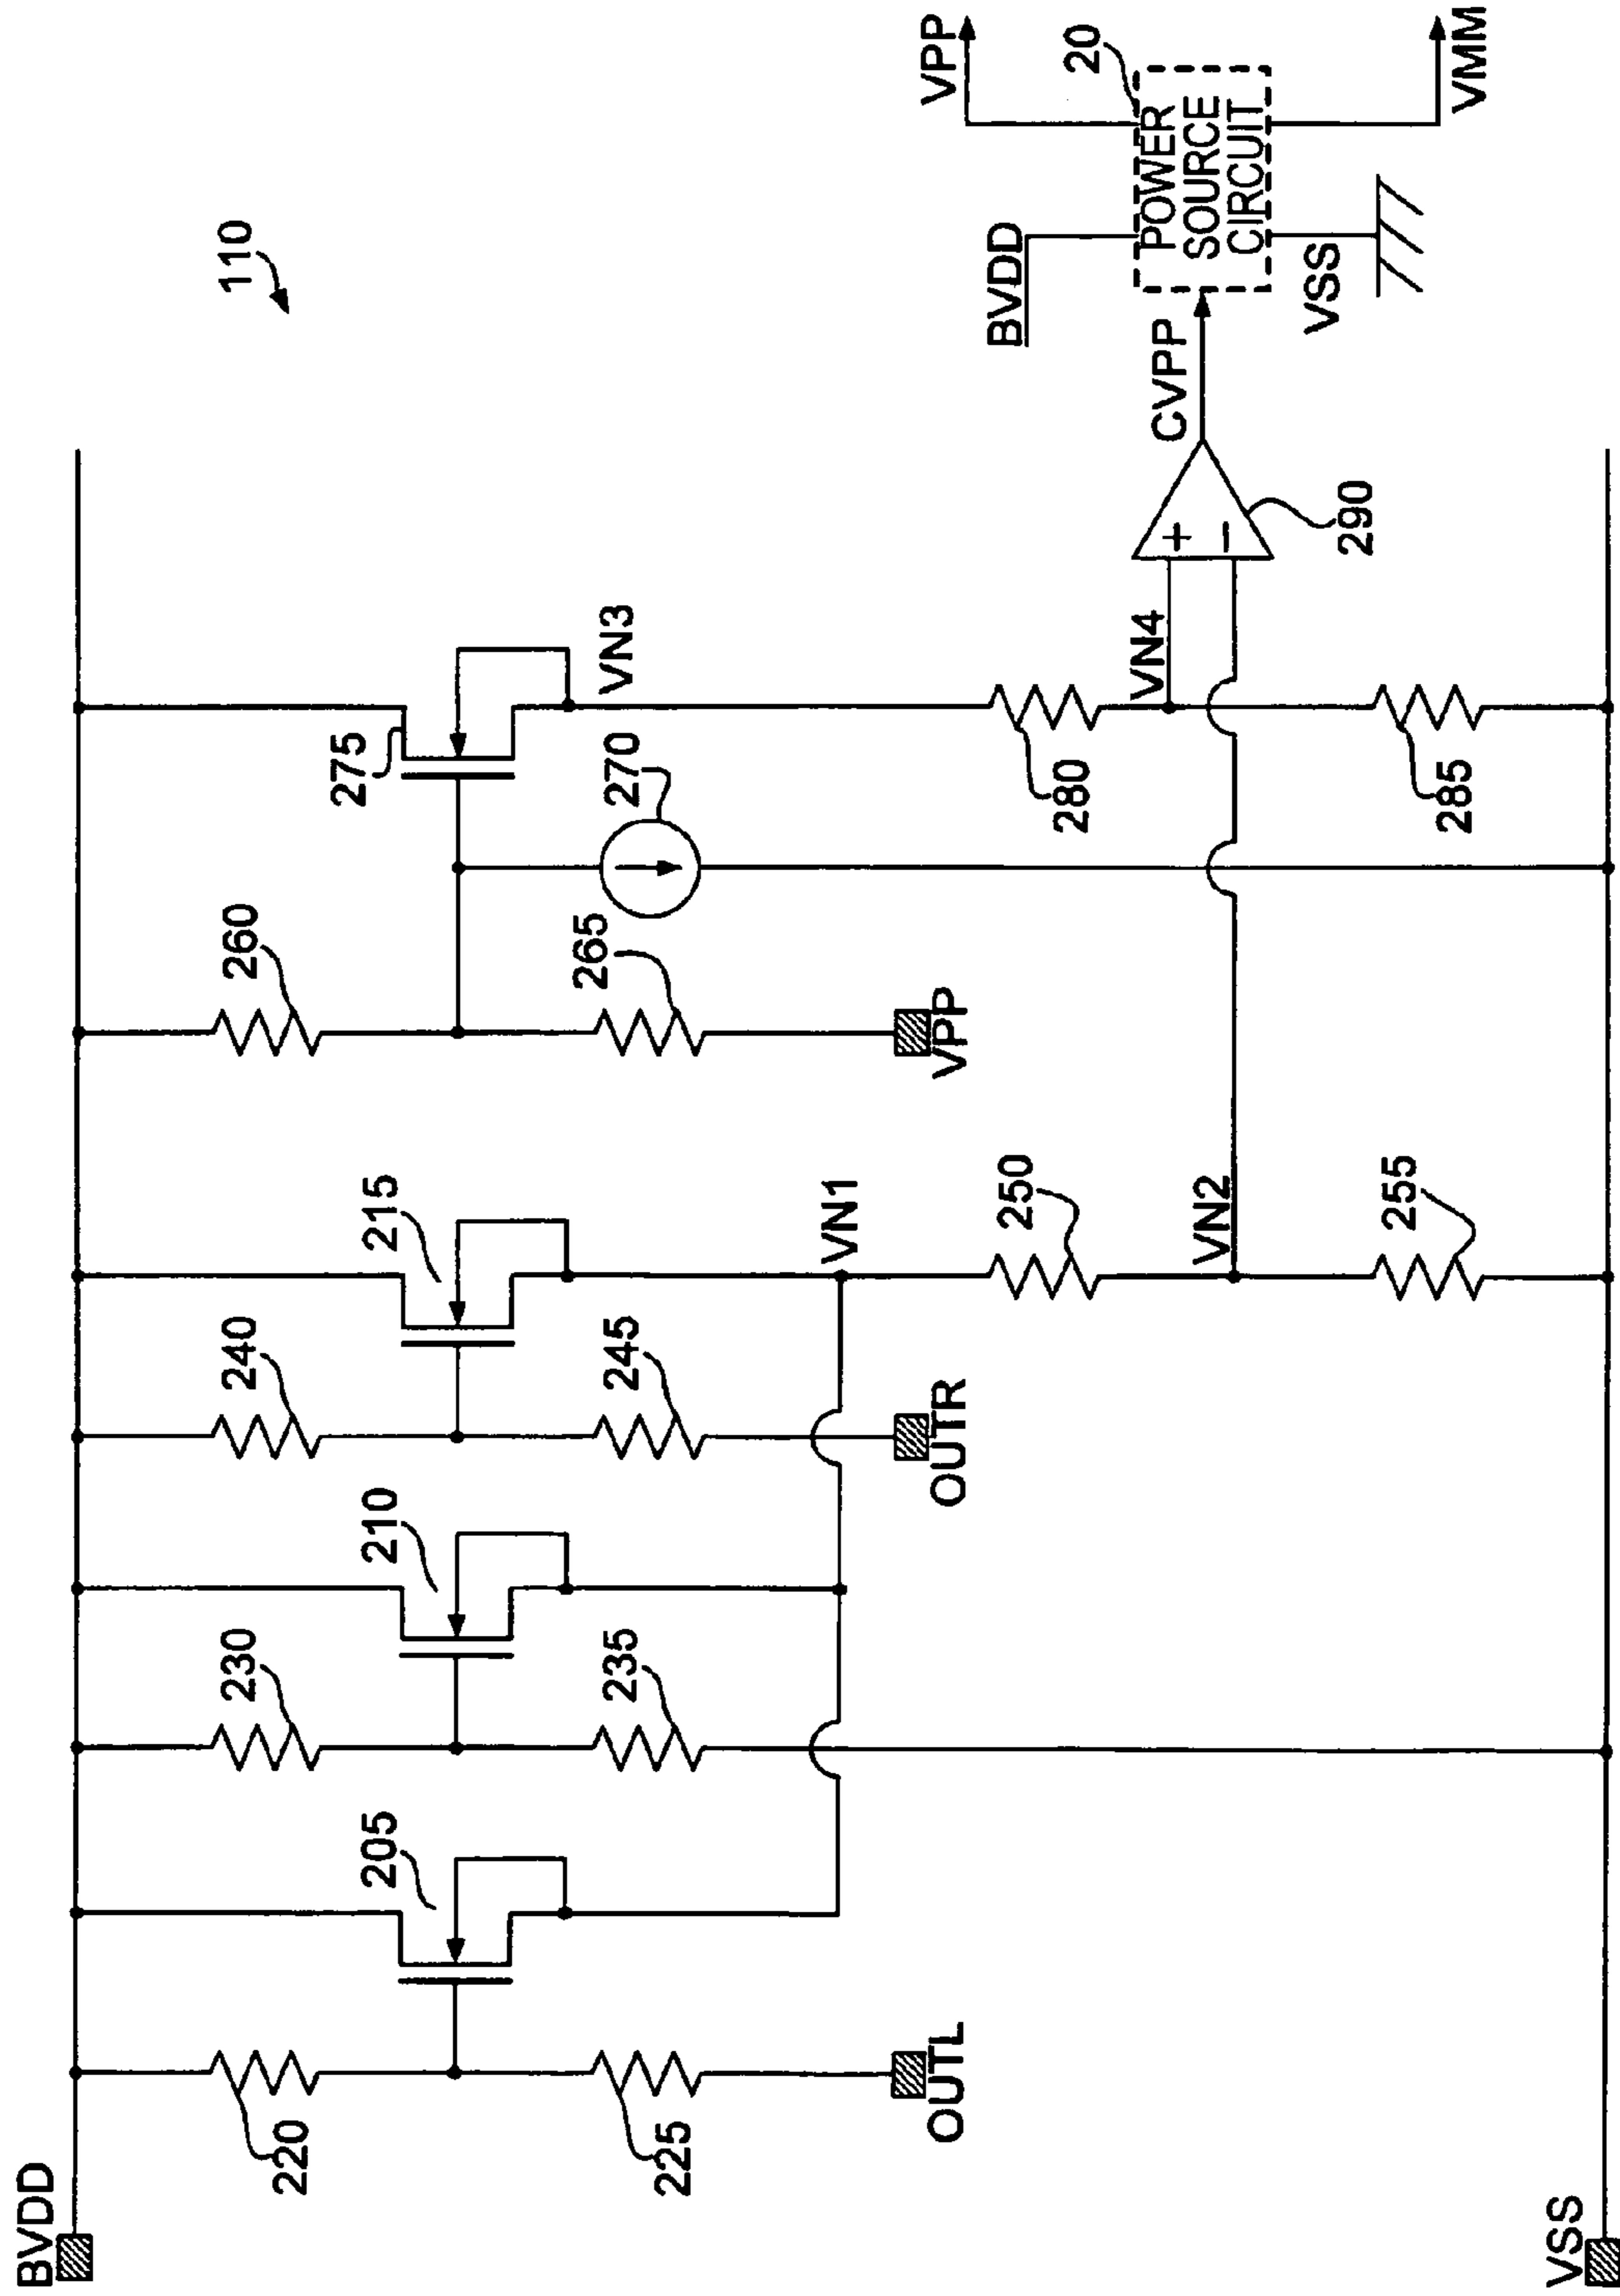 110
BVDD
220
225
OUTL
205
230
235
210
240
245
OUTR
215
VN1
250
VN2
255
260
265
VPP
270
275
VN3
280
VN4
285
290
CVPP
BVDD
VPP
20
POWER
SOURCE
CIRCUIT
VSS
VMM
VSS